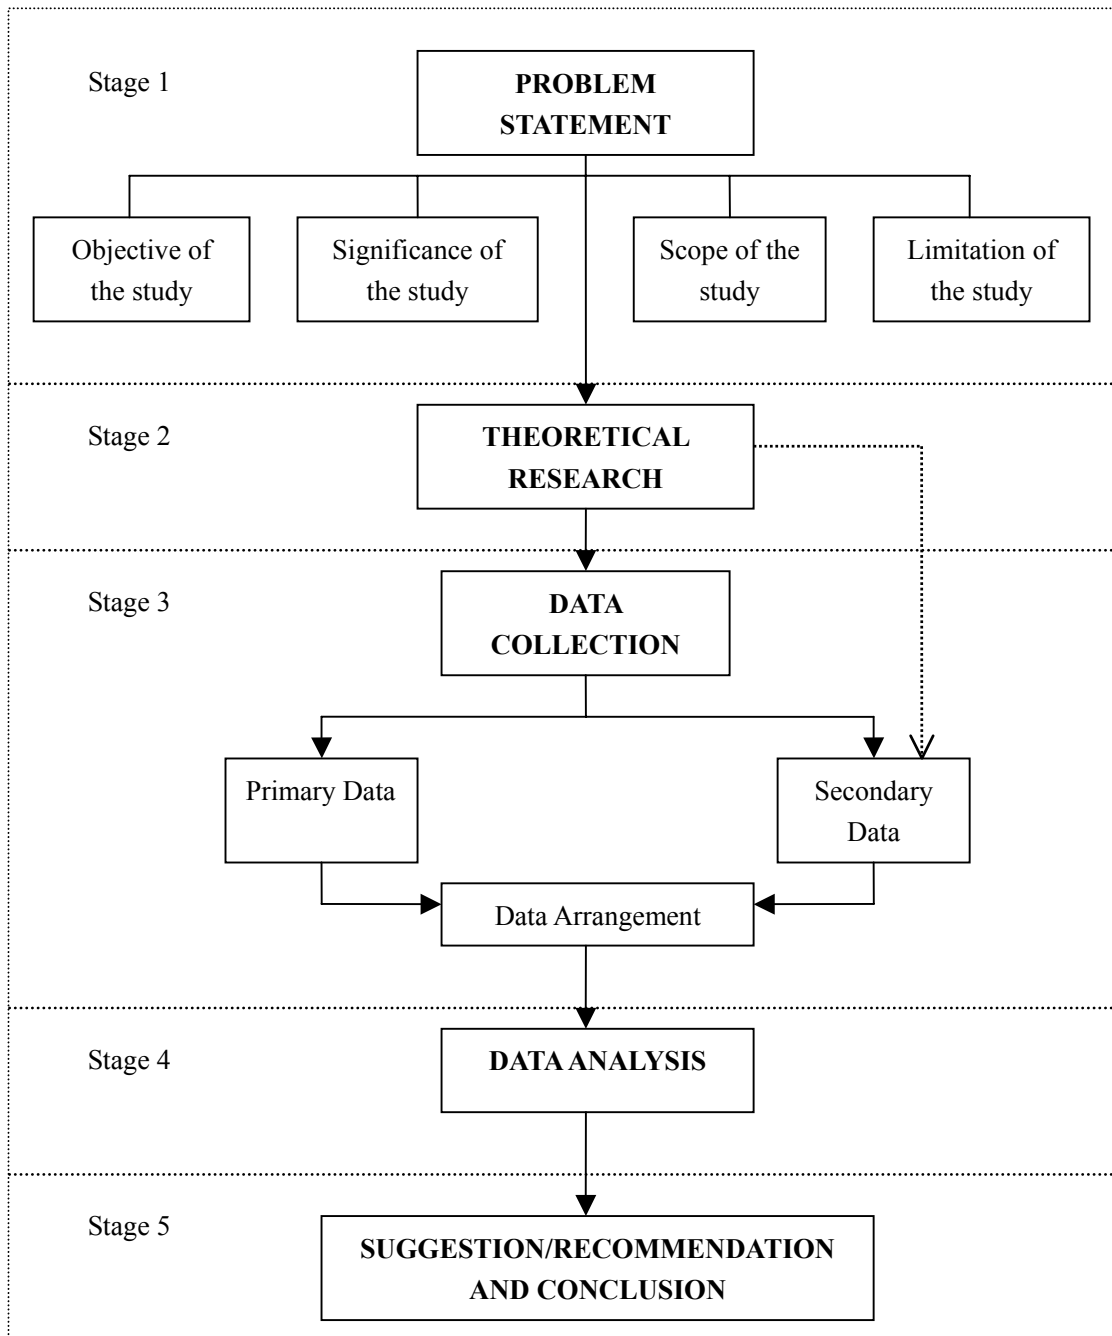 Stage 1
PROBLEM
STATEMENT
Objective of
the study
Significance of
the study
Scope of the
study
Limitation of
the study
Stage 2
THEORETICAL
RESEARCH
Stage 3
DATA
COLLECTION
Primary Data
Secondary
Data
Data Arrangement
Stage 4
DATA ANALYSIS
Stage 5
SUGGESTION/RECOMMENDATION
AND CONCLUSION